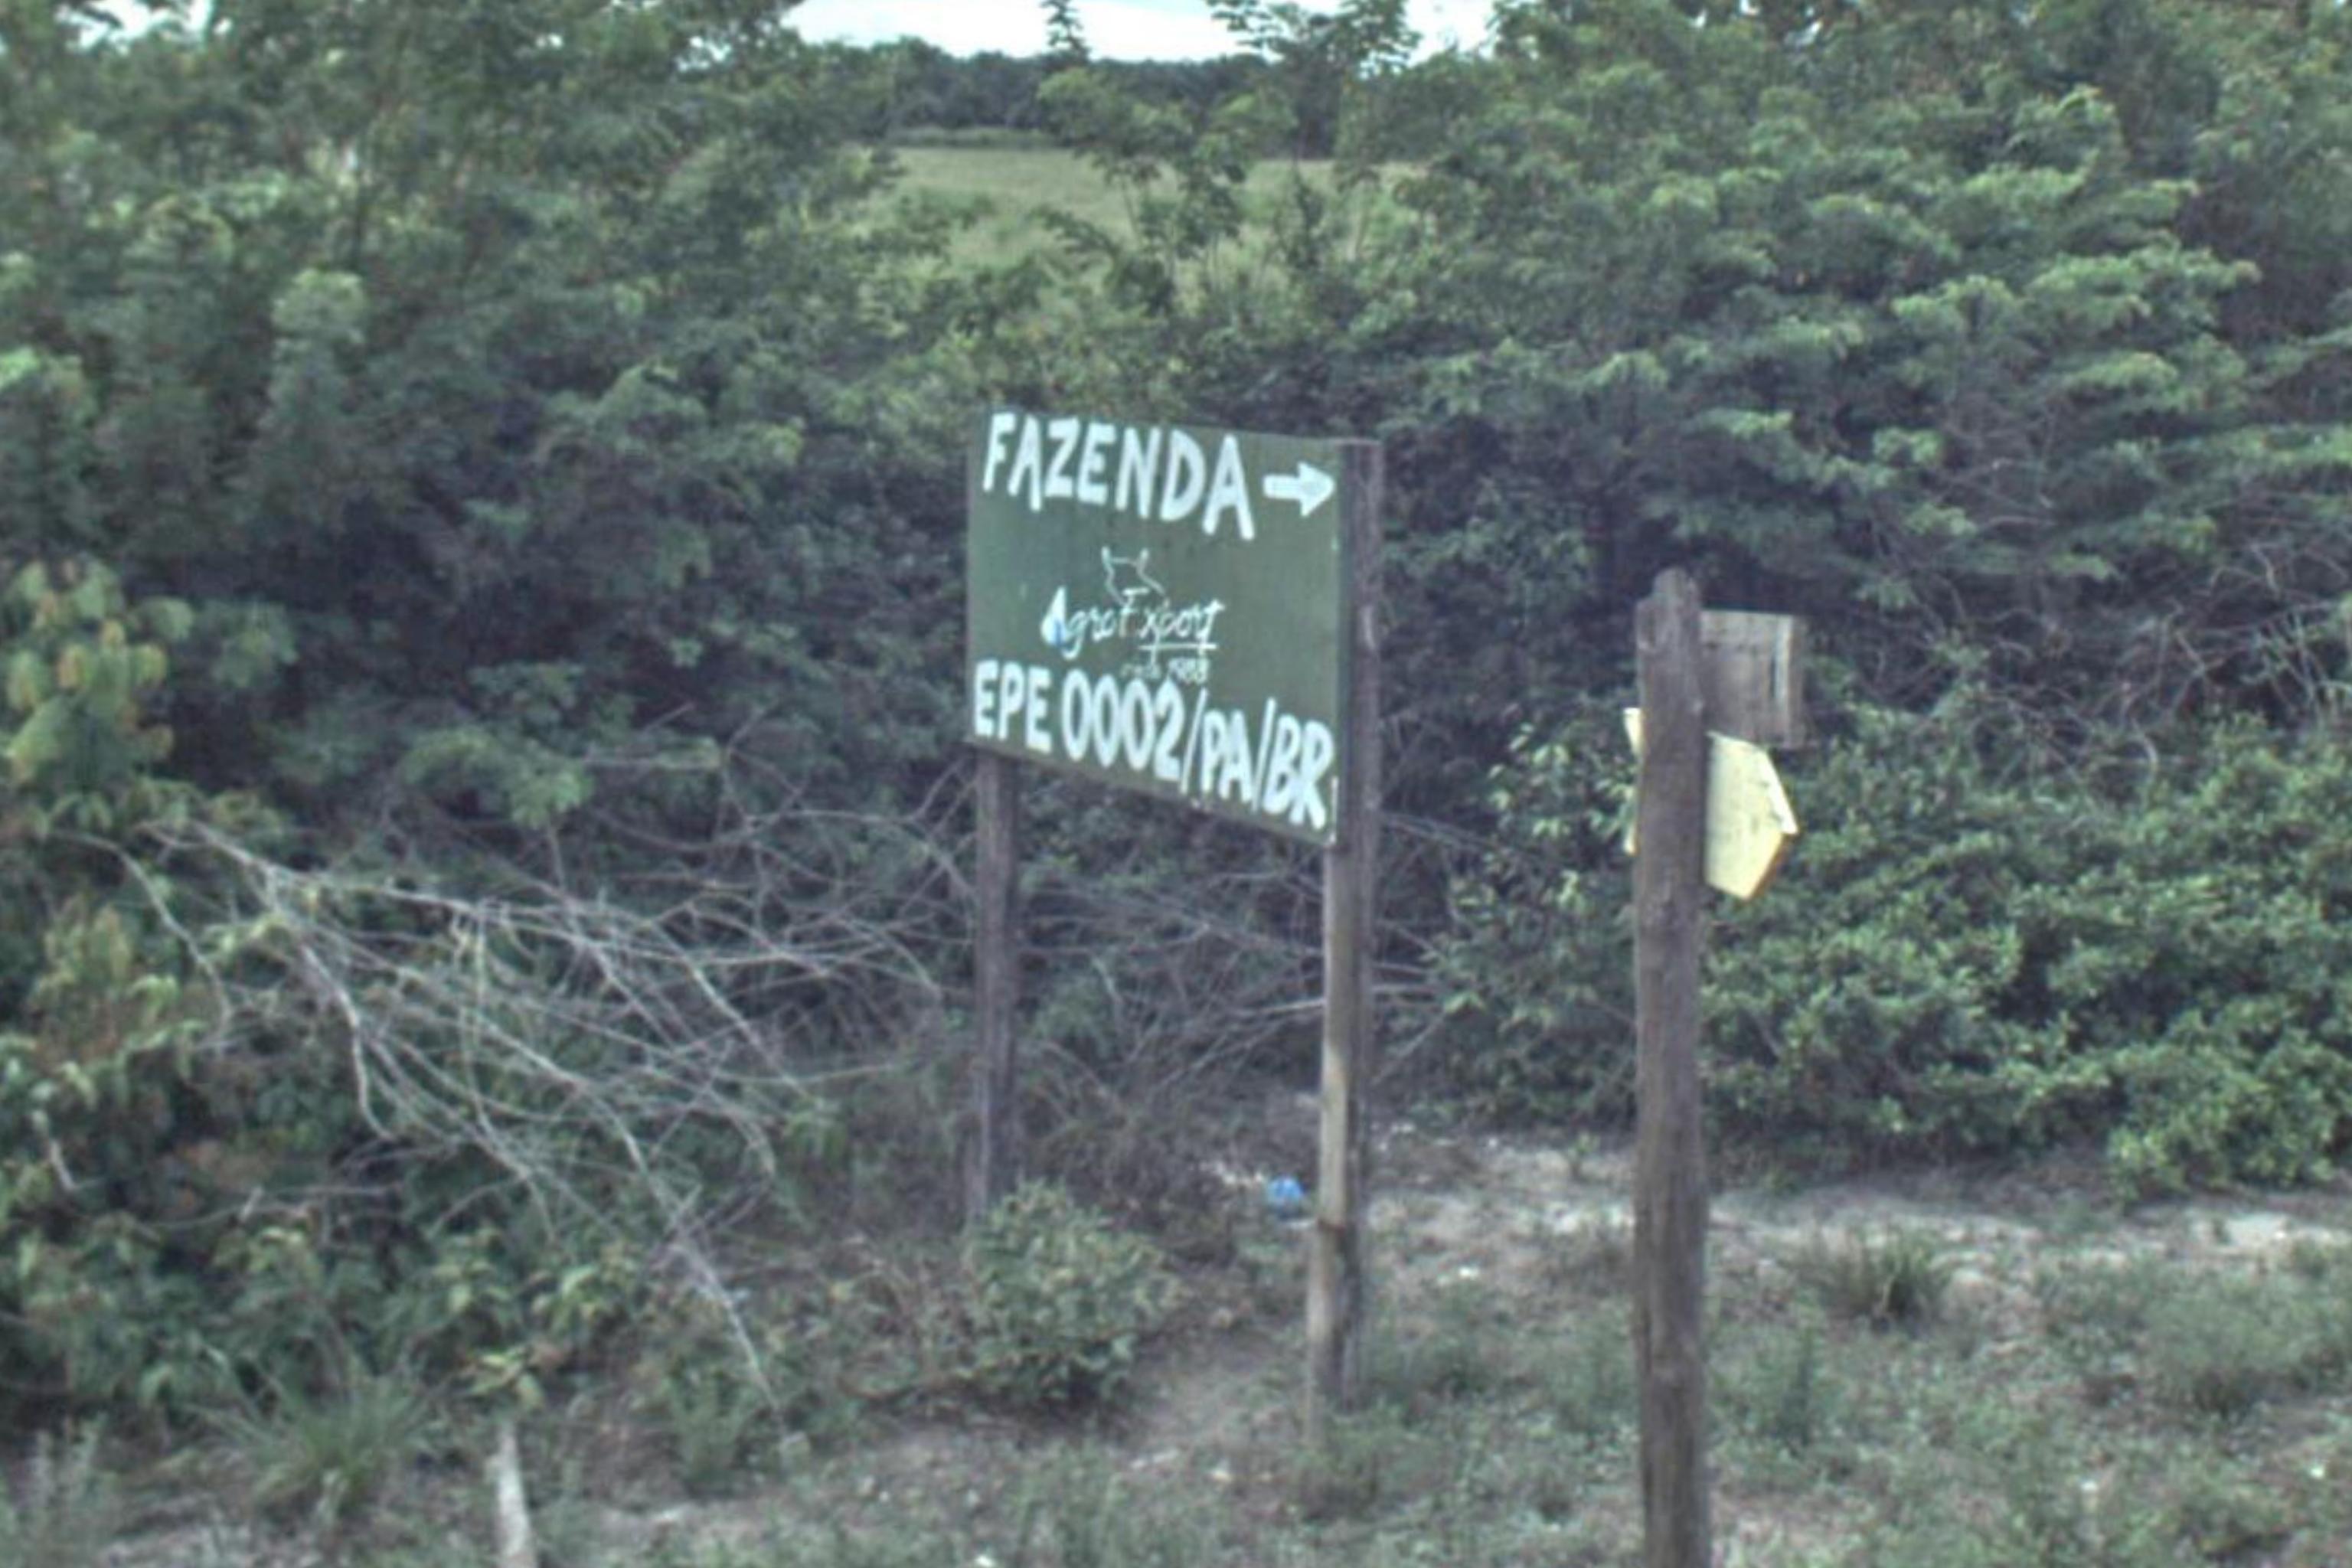 FAZENDA →
AgroExport
EPE 0002/PA/BR